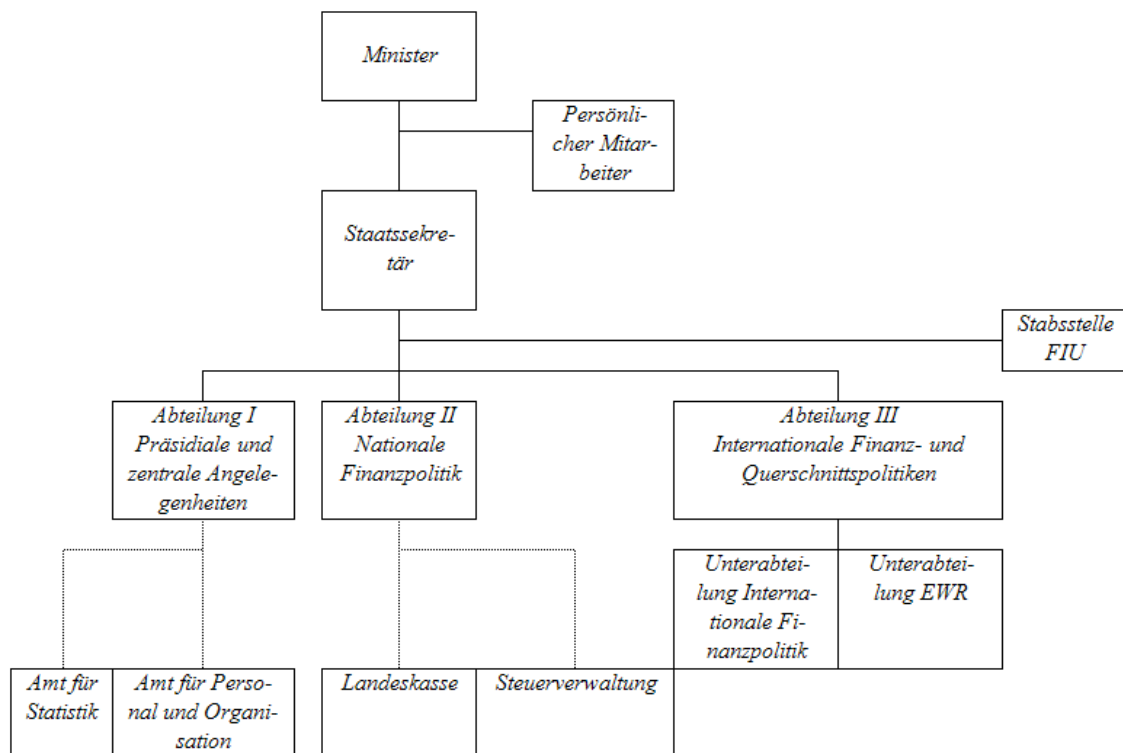 Minister
Persönli-
cher Mitar-
beiter
Staatssekre-
tär
Stabsstelle
FIU
Abteilung I
Präsidiale und
zentrale Angele-
genheiten
Abteilung II
Nationale
Finanzpolitik
Abteilung III
Internationale Finanz- und
Querschnittspolitiken
Unterabtei-
lung Interna-
tionale Fi-
nanzpolitik
Unterabtei-
lung EWR
Amt für
Statistik
Amt für Perso-
nal und Organi-
sation
Landeskasse
Steuerverwaltung